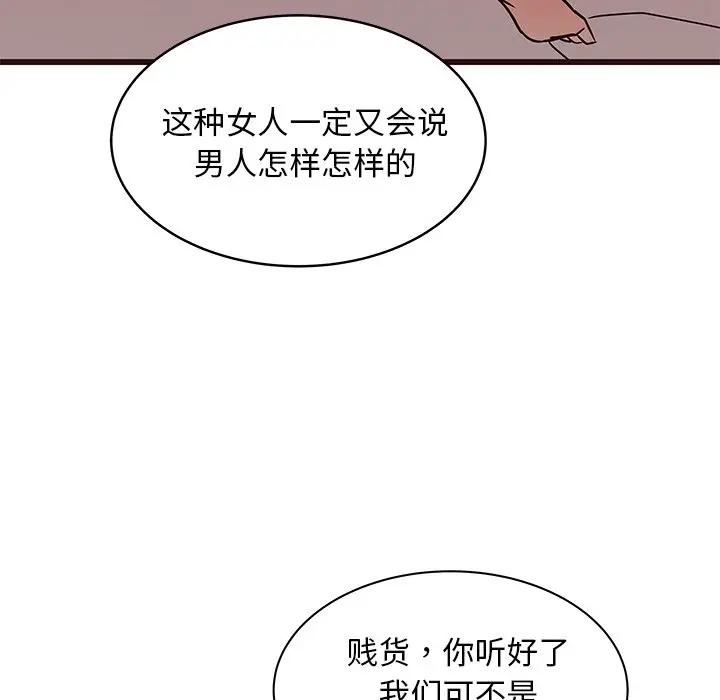 这种女人一定又会说
男人怎样怎样的
贱货，你听好了
我们可不是